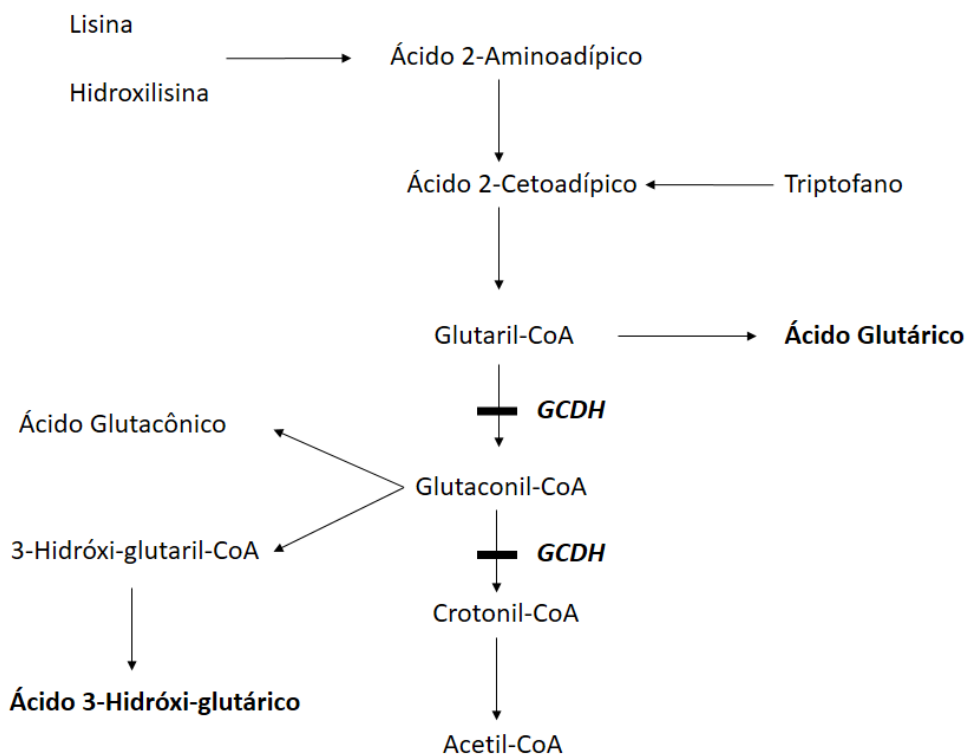 Lisina
Ácido 2-Aminoadípico
Hidroxilisina
Ácido 2-Cetoadípico
Triptofano
Glutaril-CoA
Ácido Glutárico
GCDH
Ácido Glutacônico
Glutaconil-CoA
3-Hidróxi-glutaril-CoA
GCDH
Crotonil-CoA
Ácido 3-Hidróxi-glutárico
Acetil-CoA